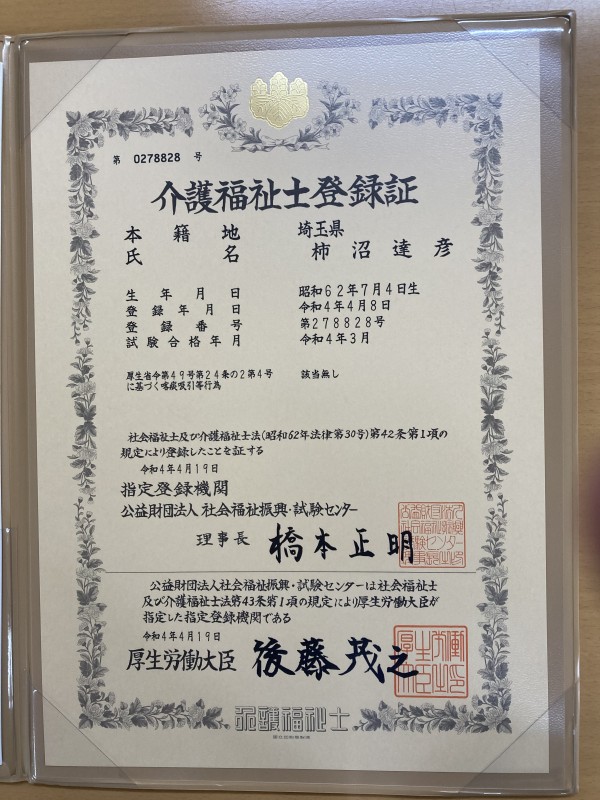 第 0278828 号
介護福祉士登録証
本籍地 埼玉県
氏名 柿沼達彦
生年月日 昭和62年7月4日生
登録年月日 令和4年4月8日
登録番号 第278828号
試験合格年月 令和4年3月
厚生省令第49号第24条の2第4号 該当無し
に基づく喀痰吸引等行為
社会福祉士及び介護福祉士法(昭和62年法律第30号)第42条第1項の
規定により登録したことを証する
令和4年4月19日
指定登録機関
公益財団法人 社会福祉振興・試験センター
理事長 橋本正明
公益財団法人社会福祉振興・試験センターは社会福祉士
及び介護福祉士法第43条第1項の規定により厚生労働大臣が
指定した指定登録機関である
令和4年4月19日
厚生労働大臣 後藤茂之
厚生労働大臣之印
介護福祉士